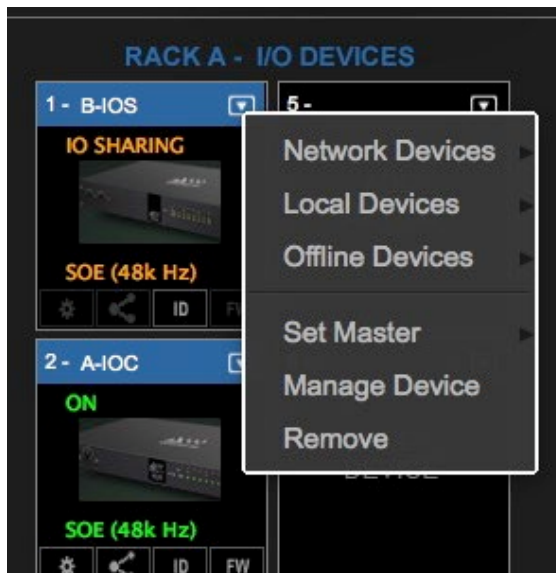 RACK A - I/O DEVICES
1 - B-IOS
IO SHARING
SOE (48k Hz)
ID
5 -
Network Devices
Local Devices
Offline Devices
Set Master
Manage Device
Remove
DEVICE
2 - A-IOC
ON
SOE (48k Hz)
ID
FW